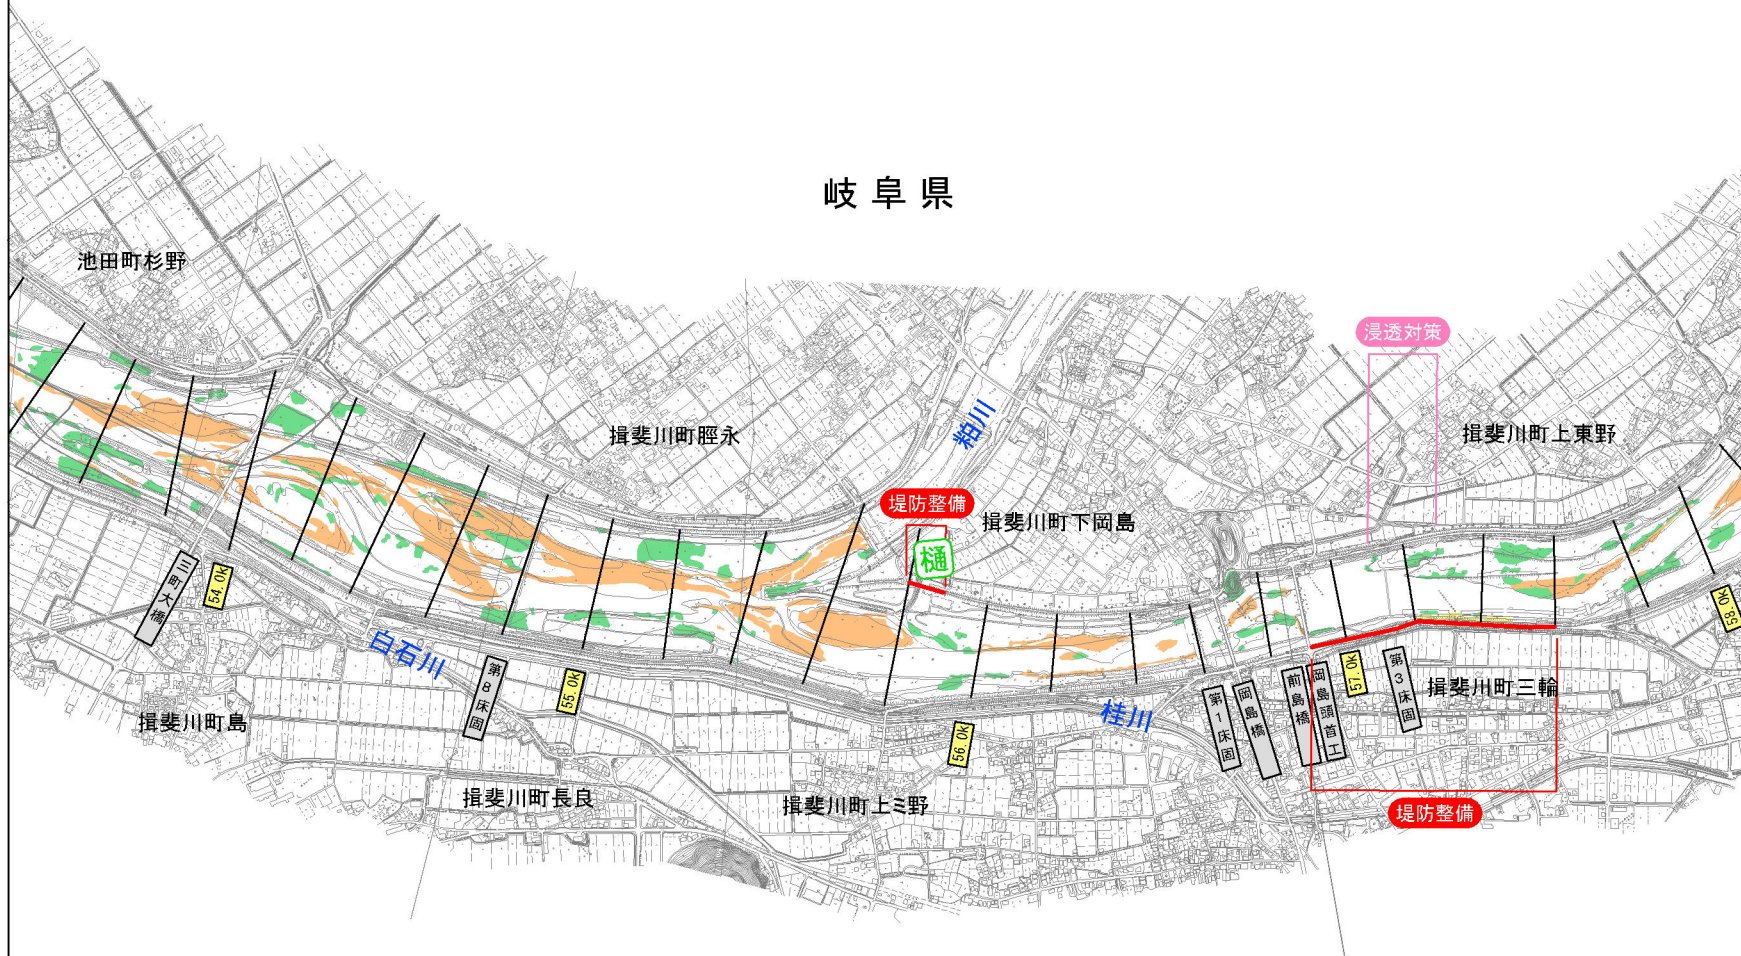 岐阜県
池田町杉野
浸透対策
揖斐川町脛永
粕川
揖斐川町上東野
堤防整備
揖斐川町下岡島
樋
三町大橋
54.0K
白石川
第8床固
55.0K
揖斐川町島
揖斐川町長良
揖斐川町上ミ野
56.0K
桂川
第1床固
岡島橋
前島橋
岡島頭首工
57.0K
第3床固
揖斐川町三輪
58.0K
堤防整備